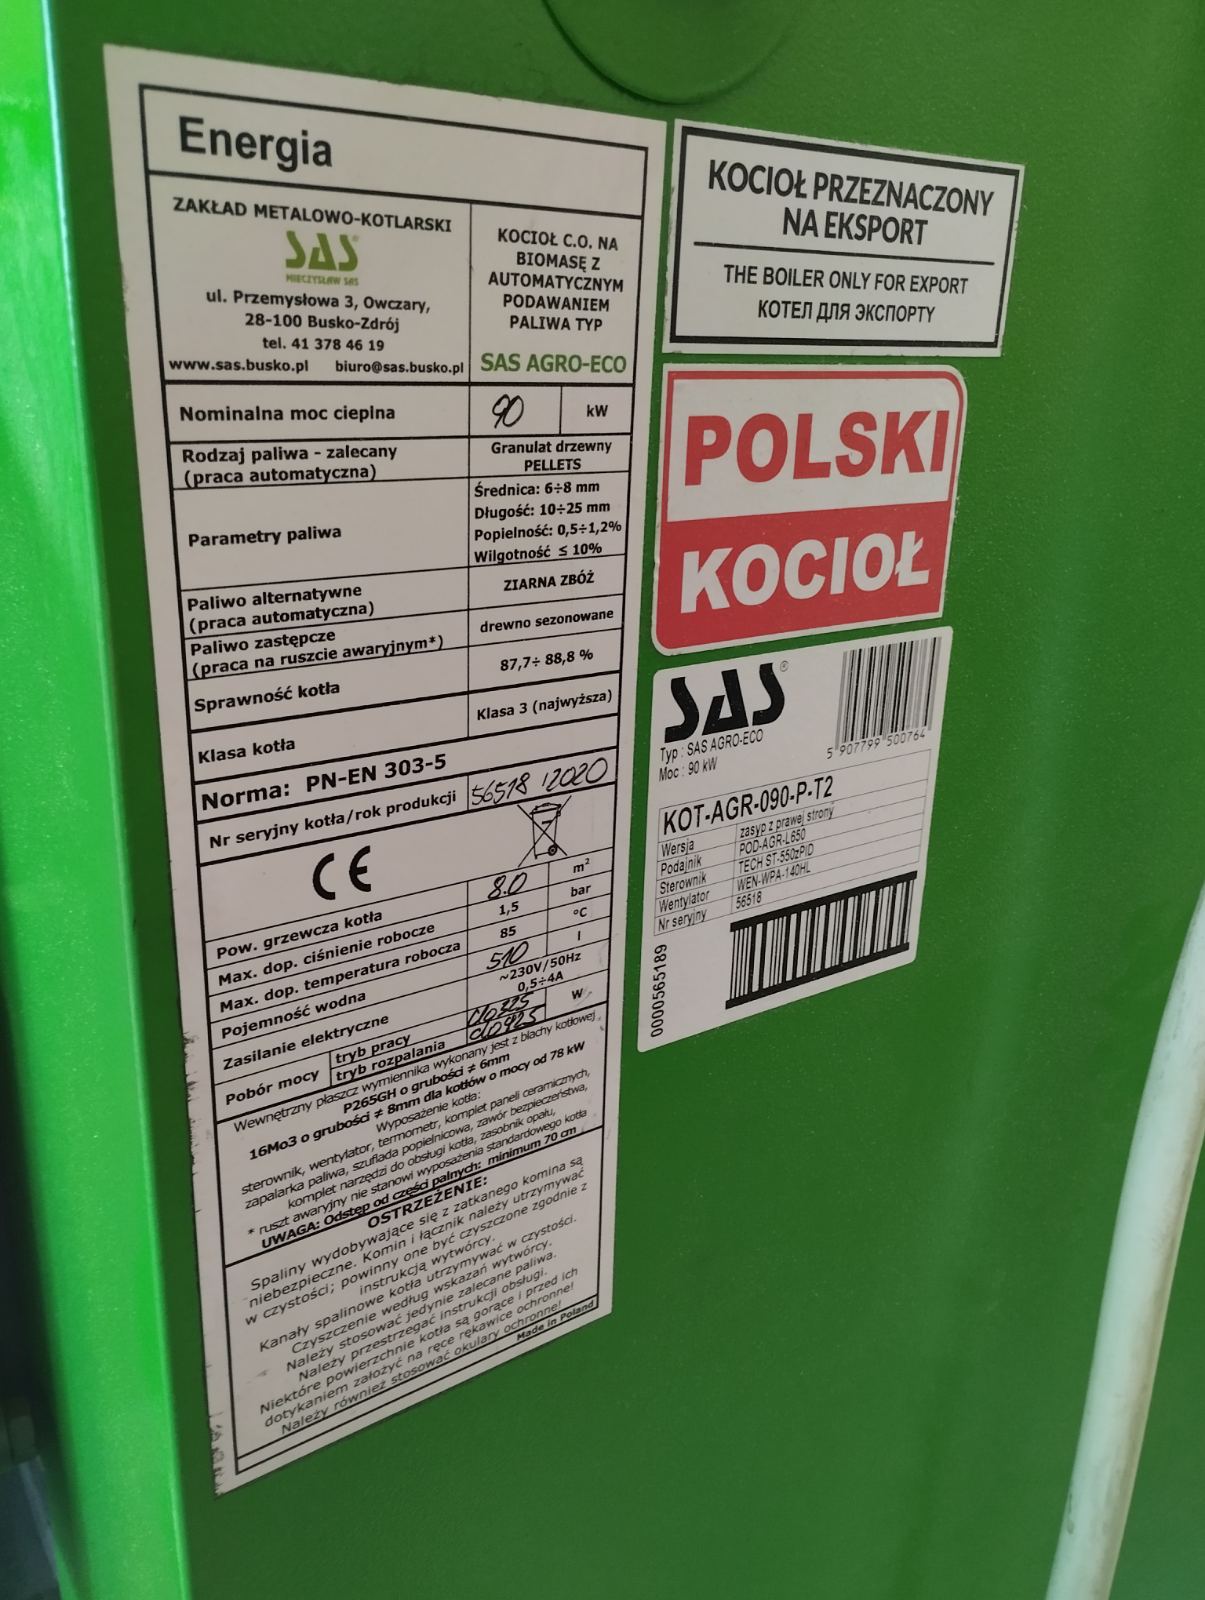 Energia
ZAKŁAD METALOWO-KOTLARSKI
SAS
MIECZYSŁAW SAS
ul. Przemysłowa 3, Owczary,
28-100 Busko-Zdrój
tel. 41 378 46 19
www.sas.busko.pl biuro@sas.busko.pl
KOCIOŁ C.O. NA
BIOMASĘ Z
AUTOMATYCZNYM
PODAWANIEM
PALIWA TYP
SAS AGRO-ECO
Nominalna moc cieplna 90 kW
Rodzaj paliwa - zalecany
(praca automatyczna)
Granulat drzewny
PELLETS
Parametry paliwa
Średnica: 6÷8 mm
Długość: 10÷25 mm
Popielność: 0,5÷1,2%
Wilgotność ≤ 10%
Paliwo alternatywne
(praca automatyczna)
ZIARNA ZBÓŻ
Paliwo zastępcze
(praca na ruszcie awaryjnym*)
drewno sezonowane
Sprawność kotła 87,7÷ 88,8 %
Klasa kotła Klasa 3 (najwyższa)
Norma: PN-EN 303-5
Nr seryjny kotła/rok produkcji 56518 /2020
CE
Pow. grzewcza kotła 8.0 m²
Max. dop. ciśnienie robocze 1,5 bar
Max. dop. temperatura robocza 85 °C
Pojemność wodna 510 l
Zasilanie elektryczne ~230V/50Hz
0,5÷4A
Pobór mocy
tryb pracy do 325 W
tryb rozpalania do 925
Wewnętrzny płaszcz wymiennika wykonany jest z blachy kotłowej
P265GH o grubości ≠ 6mm
16Mo3 o grubości ≠ 8mm dla kotłów o mocy od 78 kW
Wyposażenie kotła:
sterownik, wentylator, termometr, komplet paneli ceramicznych,
zapalarka paliwa, szuflada popielnicowa, zawór bezpieczeństwa,
komplet narzędzi do obsługi kotła, zasobnik opału,
* ruszt awaryjny nie stanowi wyposażenia standardowego kotła
UWAGA: Odstęp od części palnych: minimum 70 cm
OSTRZEŻENIE:
Spaliny wydobywające się z zatkanego komina są
niebezpieczne. Komin i łącznik należy utrzymywać
w czystości; powinny one być czyszczone zgodnie z
instrukcją wytwórcy.
Kanały spalinowe kotła utrzymywać w czystości.
Czyszczenie według wskazań wytwórcy.
Należy stosować jedynie zalecane paliwa.
Należy przestrzegać instrukcji obsługi.
Niektóre powierzchnie kotła są gorące i przed ich
dotykaniem założyć na ręce rękawice ochronne!
Należy również stosować okulary ochronne!
Made in Poland
KOCIOŁ PRZEZNACZONY
NA EKSPORT
THE BOILER ONLY FOR EXPORT
КОТЕЛ ДЛЯ ЭКСПОРТУ
POLSKI
KOCIOŁ
SAS®
Typ : SAS AGRO-ECO
Moc : 90 kW
5 907799 500764
KOT-AGR-090-P-T2
Wersja zasyp z prawej strony
Podajnik POD-AGR-L650
Sterownik TECH ST-550zPID
Wentylator WEN-WPA-140HL
Nr seryjny 56518
0000565189